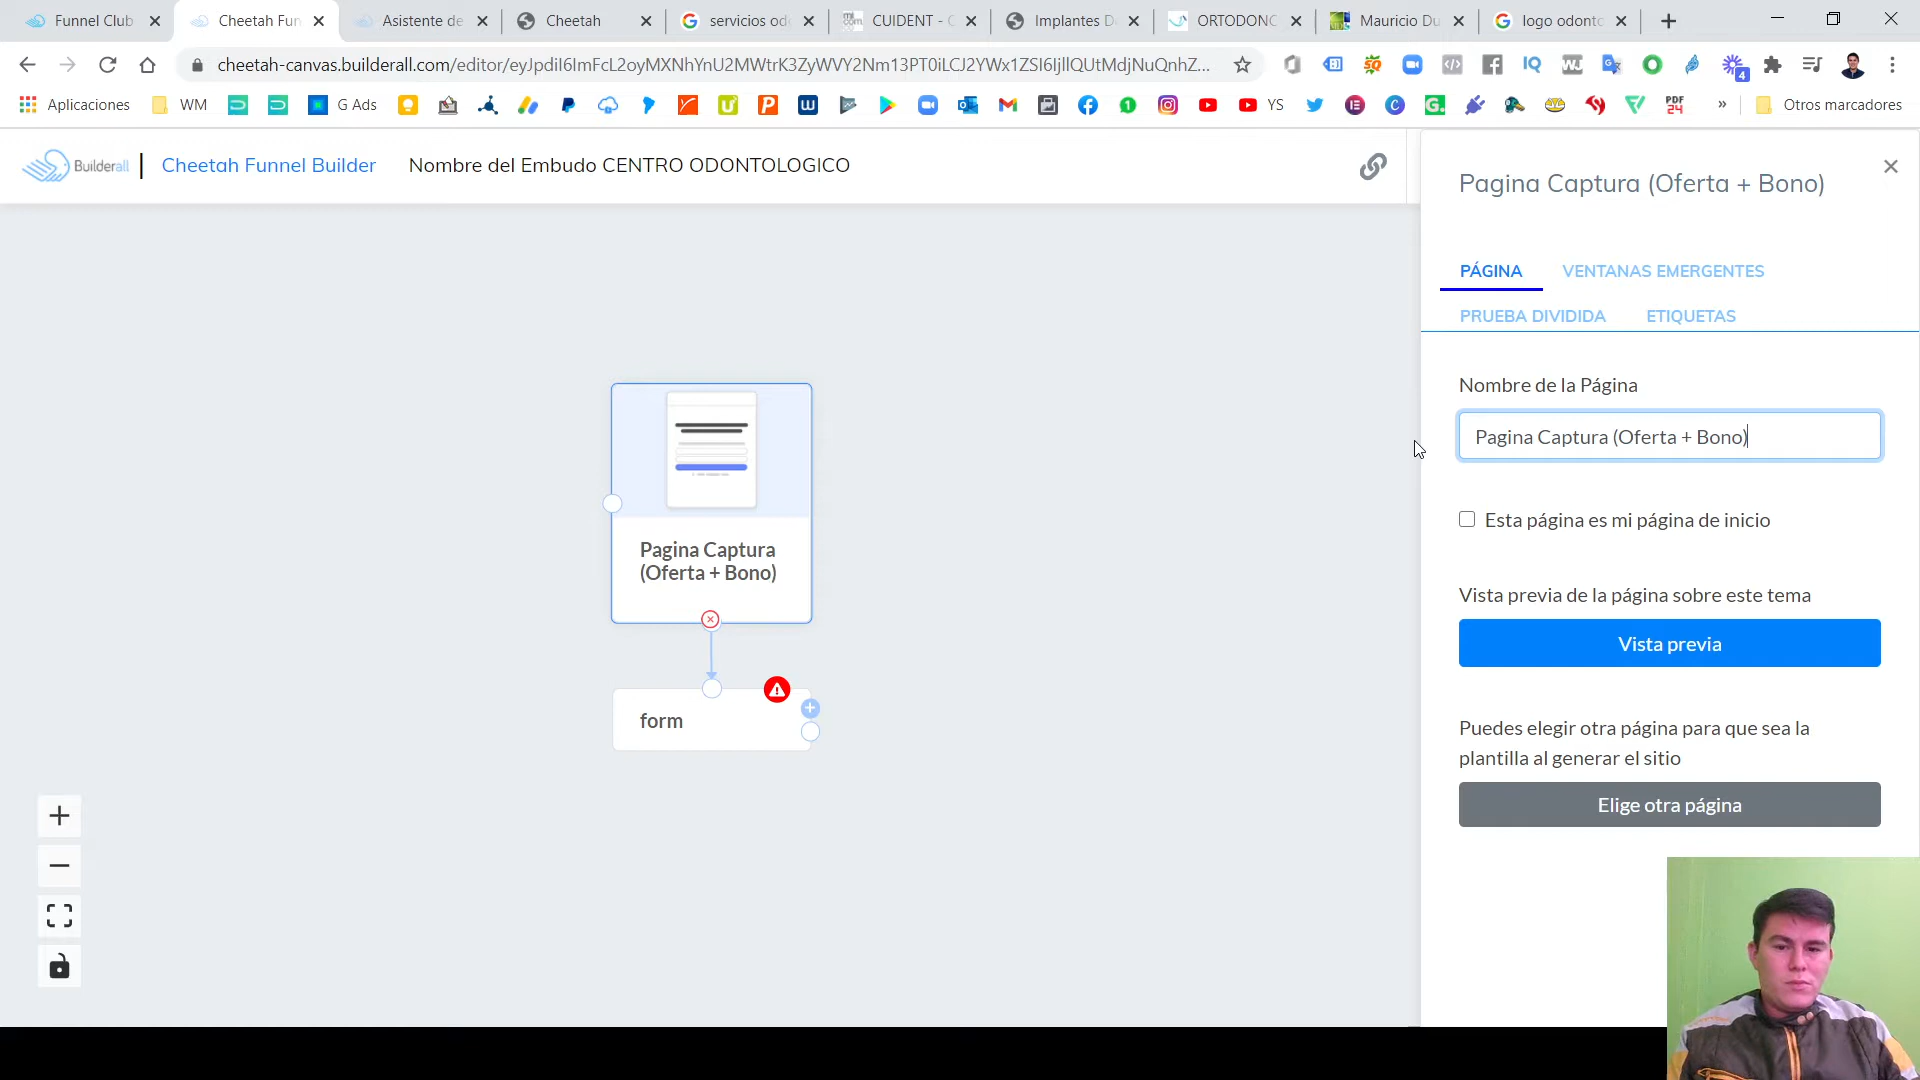 Funnel Club
Cheetah Fun
Asistente de
Cheetah
servicios od
CUIDENT - C
Implantes D
ORTODONC
Mauricio Du
logo odonto
cheetah-canvas.builderall.com/editor/
4
Aplicaciones
WM
G Ads
YS
Otros marcadores
Builderall
Cheetah Funnel Builder
Nombre del Embudo CENTRO ODONTOLOGICO
Pagina Captura (Oferta + Bono)
PÁGINA
VENTANAS EMERGENTES
PRUEBA DIVIDIDA
ETIQUETAS
Nombre de la Página
Pagina Captura (Oferta + Bono)
Esta página es mi página de inicio
Vista previa de la página sobre este tema
Vista previa
Puedes elegir otra página para que sea la
plantilla al generar el sitio
Elige otra página
Pagina Captura
(Oferta + Bono)
form